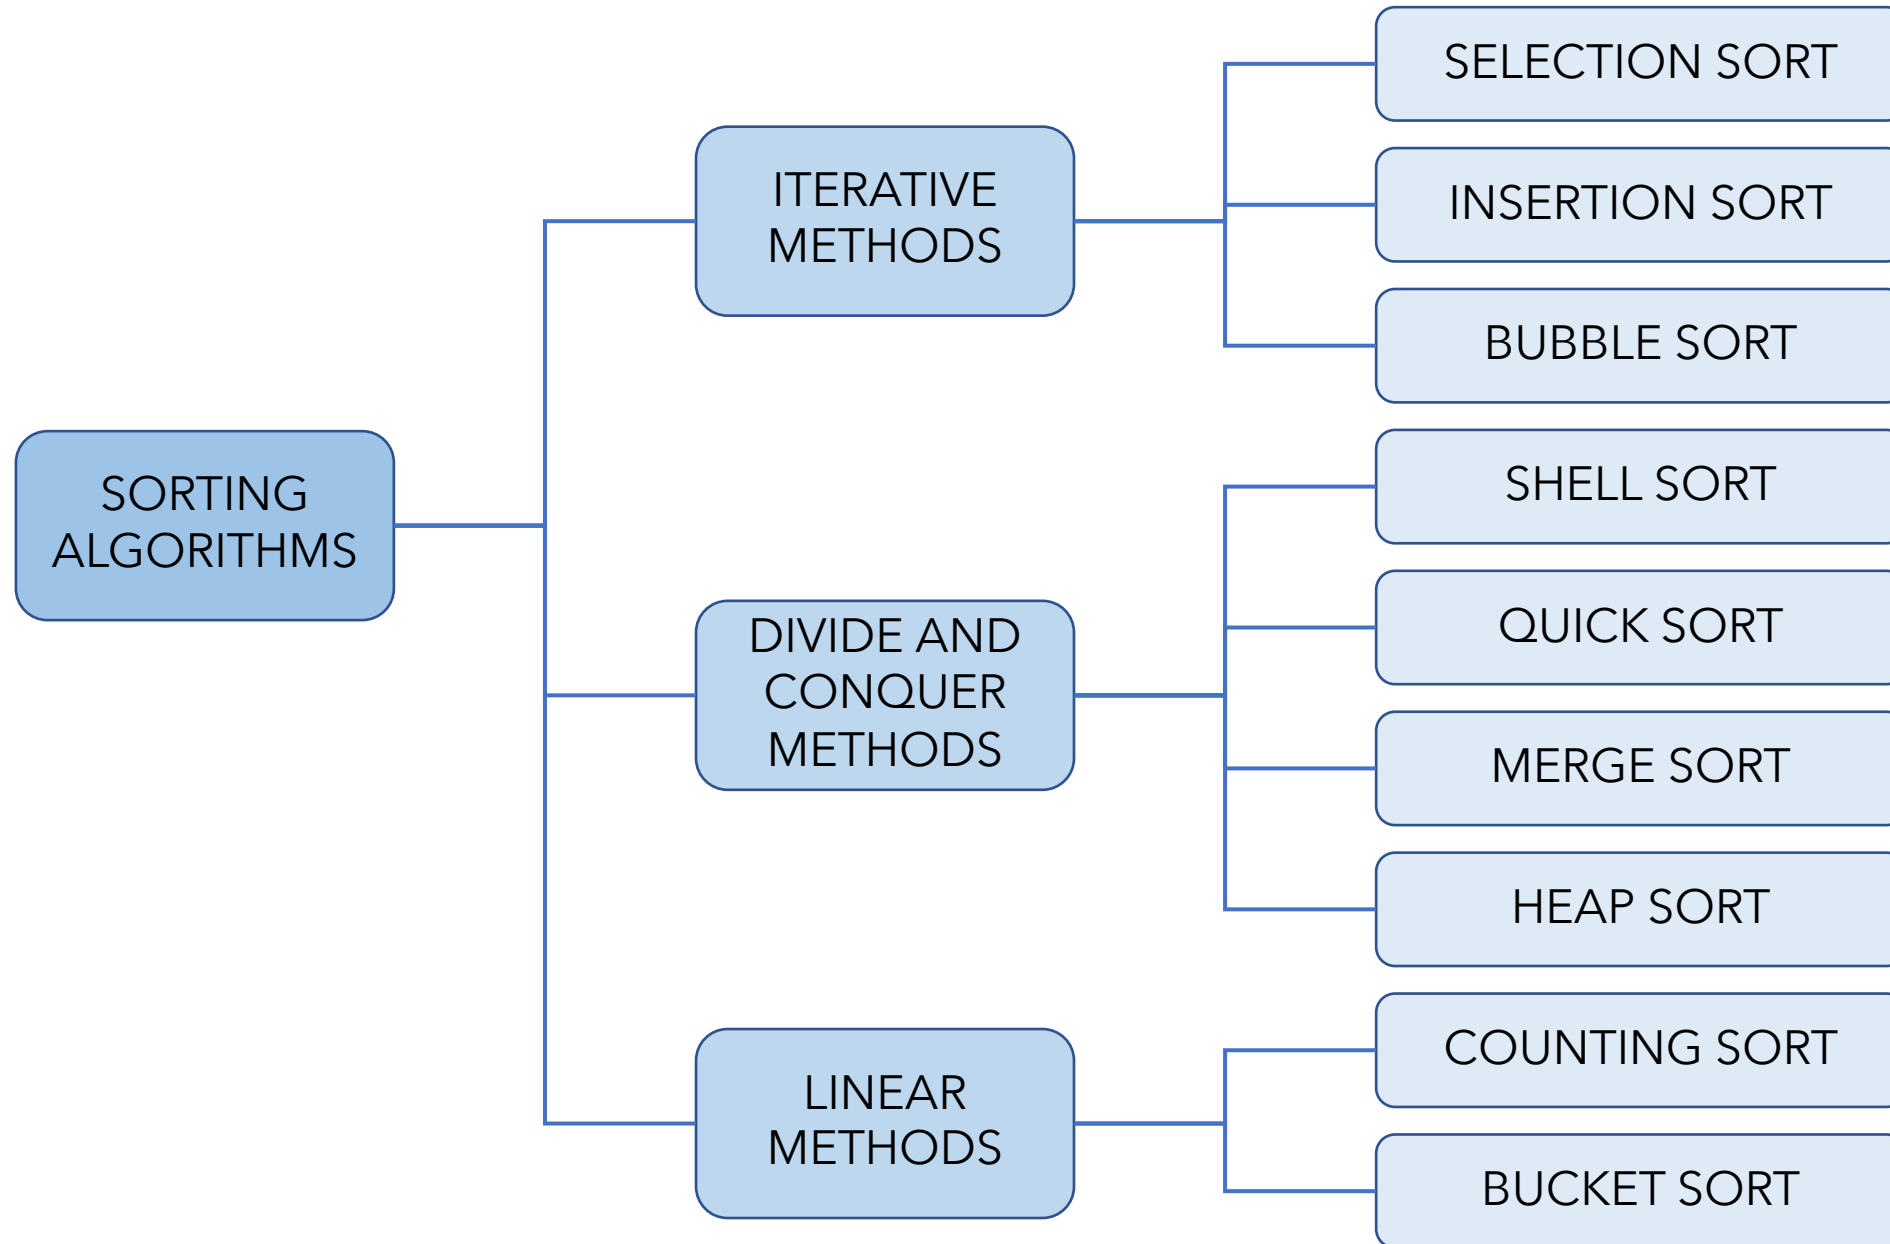 SORTING
ALGORITHMS
ITERATIVE
METHODS
SELECTION SORT
INSERTION SORT
BUBBLE SORT
DIVIDE AND
CONQUER
METHODS
SHELL SORT
QUICK SORT
MERGE SORT
HEAP SORT
LINEAR
METHODS
COUNTING SORT
BUCKET SORT